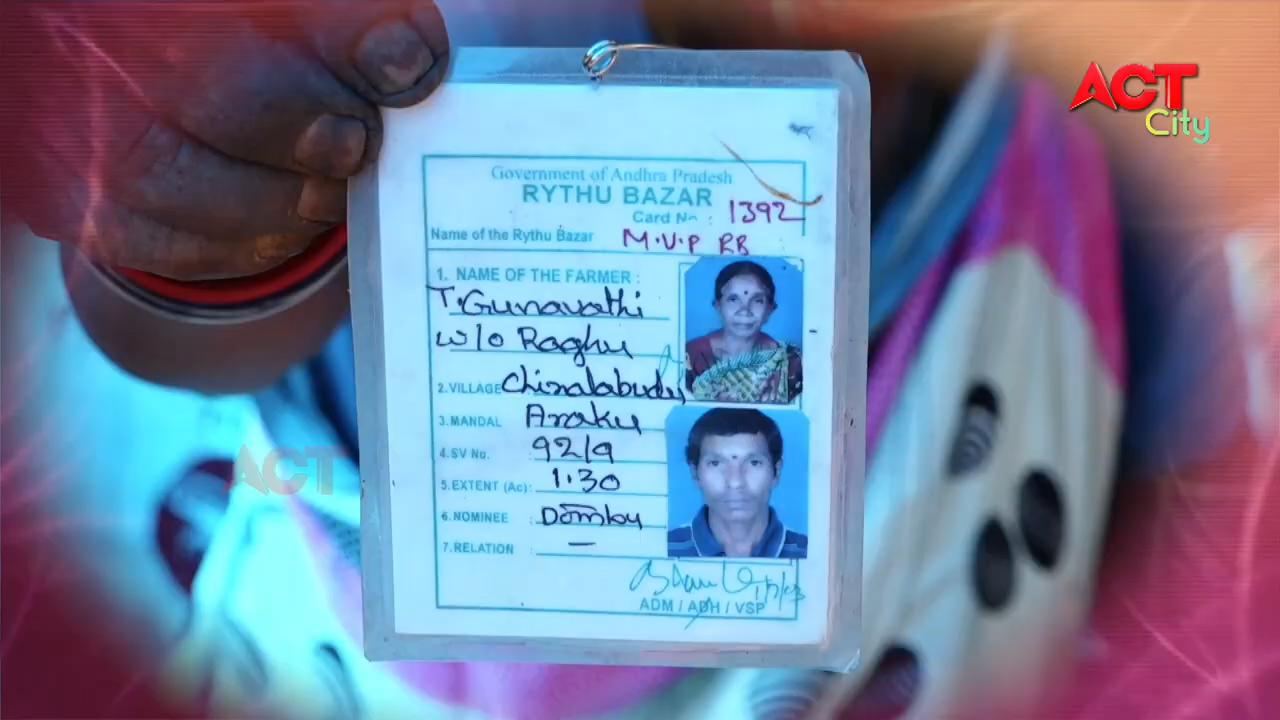 ACT
City
Government of Andhra Pradesh
RYTHU BAZAR
Card No : 1392
Name of the Rythu Bazar M.V.P RB
1. NAME OF THE FARMER :
T. Gunavathi
w/o Raghu
2.VILLAGE
3.MANDAL Araku
4.SV No. : 92/9
5.EXTENT (Ac): 1.30
6.NOMINEE : Dombu
7.RELATION : —
ADM / ADH / VSP
ACT